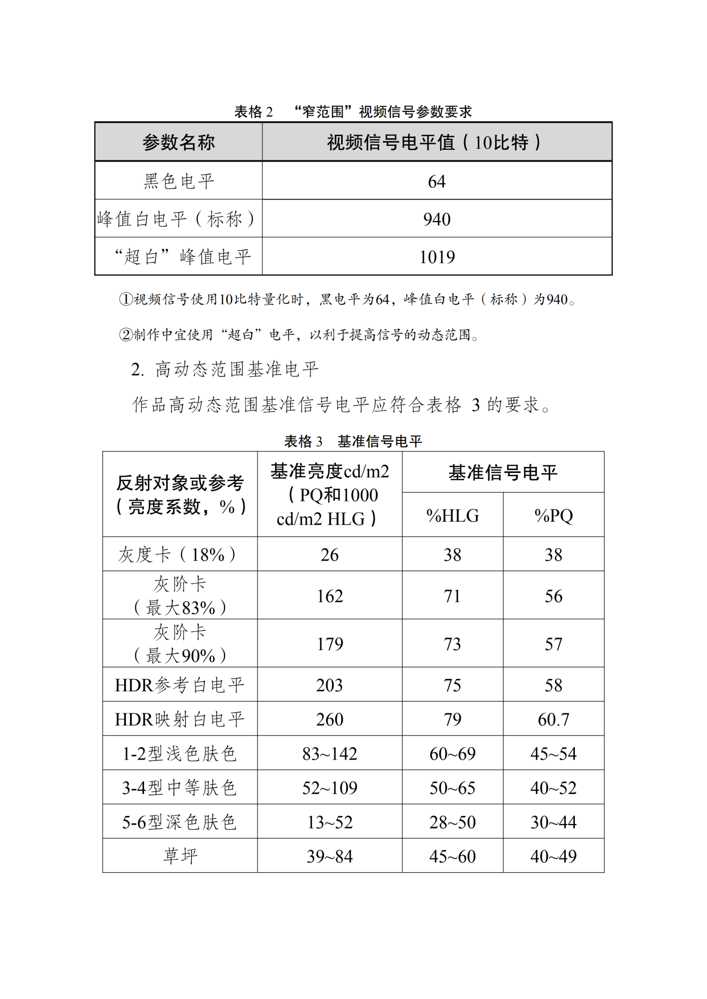 表格 2 “窄范围”视频信号参数要求
参数名称 视频信号电平值（10比特）
黑色电平 64
峰值白电平（标称） 940
“超白”峰值电平 1019
①视频信号使用10比特量化时，黑电平为64，峰值白电平（标称）为940。
②制作中宜使用“超白”电平，以利于提高信号的动态范围。
2. 高动态范围基准电平
作品高动态范围基准信号电平应符合表格 3 的要求。
表格 3 基准信号电平
反射对象或参考
（亮度系数，%）
基准亮度cd/m2
（PQ和1000
cd/m2 HLG）
基准信号电平
%HLG %PQ
灰度卡（18%） 26 38 38
灰阶卡
（最大83%） 162 71 56
灰阶卡
（最大90%） 179 73 57
HDR参考白电平 203 75 58
HDR映射白电平 260 79 60.7
1-2型浅色肤色 83~142 60~69 45~54
3-4型中等肤色 52~109 50~65 40~52
5-6型深色肤色 13~52 28~50 30~44
草坪 39~84 45~60 40~49